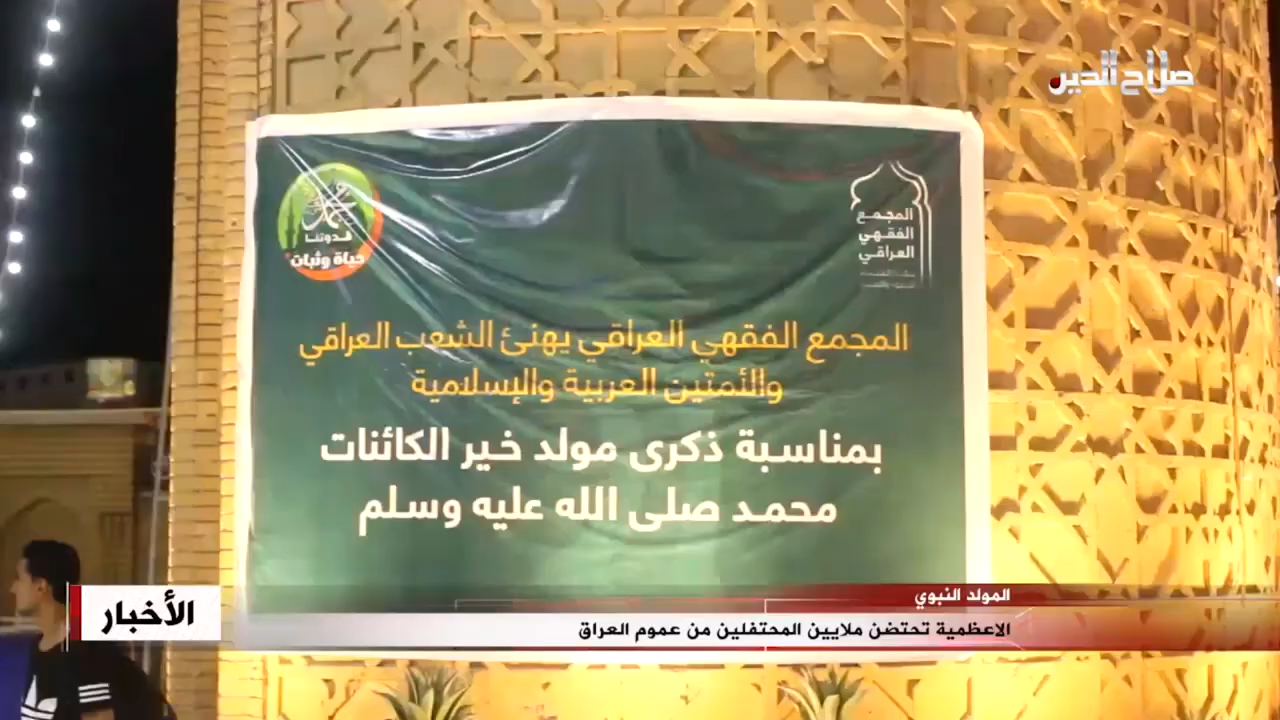 صلاح الدين
محمد
قدوتنا
حياة وثبات
المجمع
الفقهي
العراقي
المجمع الفقهي العراقي يهنئ الشعب العراقي
والأمتين العربية والإسلامية
بمناسبة ذكرى مولد خير الكائنات
محمد صلى الله عليه وسلم
المولد النبوي
الاعظمية تحتضن ملايين المحتفلين من عموم العراق
الأخبار